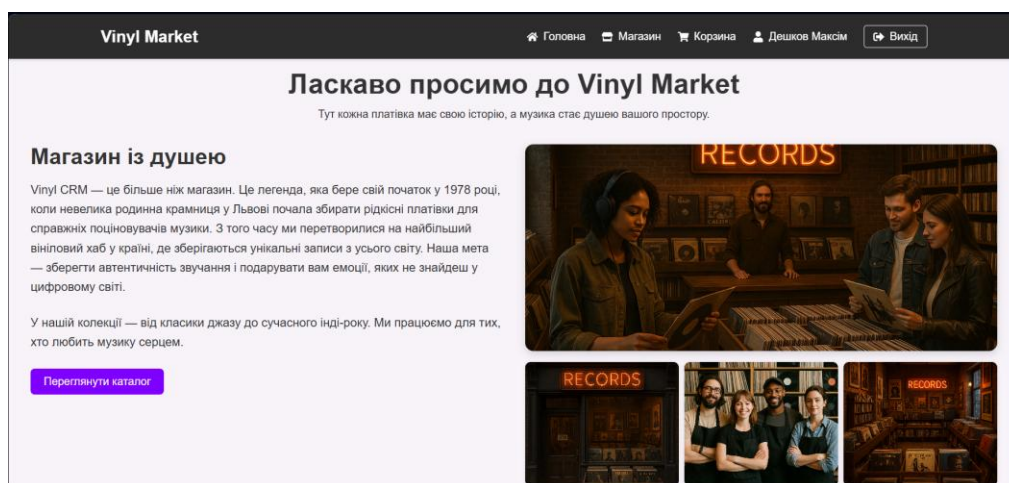 Vinyl Market
Головна Магазин Корзина Дешков Максім Вихід
Ласкаво просимо до Vinyl Market
Тут кожна платівка має свою історію, а музика стає душею вашого простору.
Магазин із душею
Vinyl CRM — це більше ніж магазин. Це легенда, яка бере свій початок у 1978 році,
коли невелика родинна крамниця у Львові почала збирати рідкісні платівки для
справжніх поціновувачів музики. З того часу ми перетворилися на найбільший
вініловий хаб у країні, де зберігаються унікальні записи з усього світу. Наша мета
— зберегти автентичність звучання і подарувати вам емоції, яких не знайдеш у
цифровому світі.
У нашій колекції — від класики джазу до сучасного інді-року. Ми працюємо для тих,
хто любить музику серцем.
Переглянути каталог
RECORDS
RECORDS
RECORDS